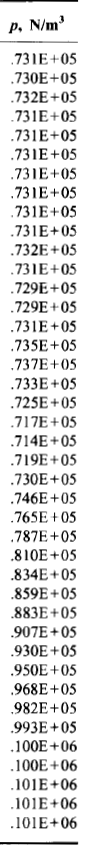 p, N/m³
.731E+05
.730E+05
.732E+05
.731E+05
.731E+05
.731E+05
.731E+05
.731E+05
.731E+05
.731E+05
.732E+05
.731E+05
.729E+05
.729E+05
.731E+05
.735E+05
.737E+05
.733E+05
.725E+05
.717E+05
.714E+05
.719E+05
.730E+05
.746E+05
.765E+05
.787E+05
.810E+05
.834E+05
.859E+05
.883E+05
.907E+05
.930E+05
.950E+05
.968E+05
.982E+05
.993E+05
.100E+06
.100E+06
.101E+06
.101E+06
.101E+06